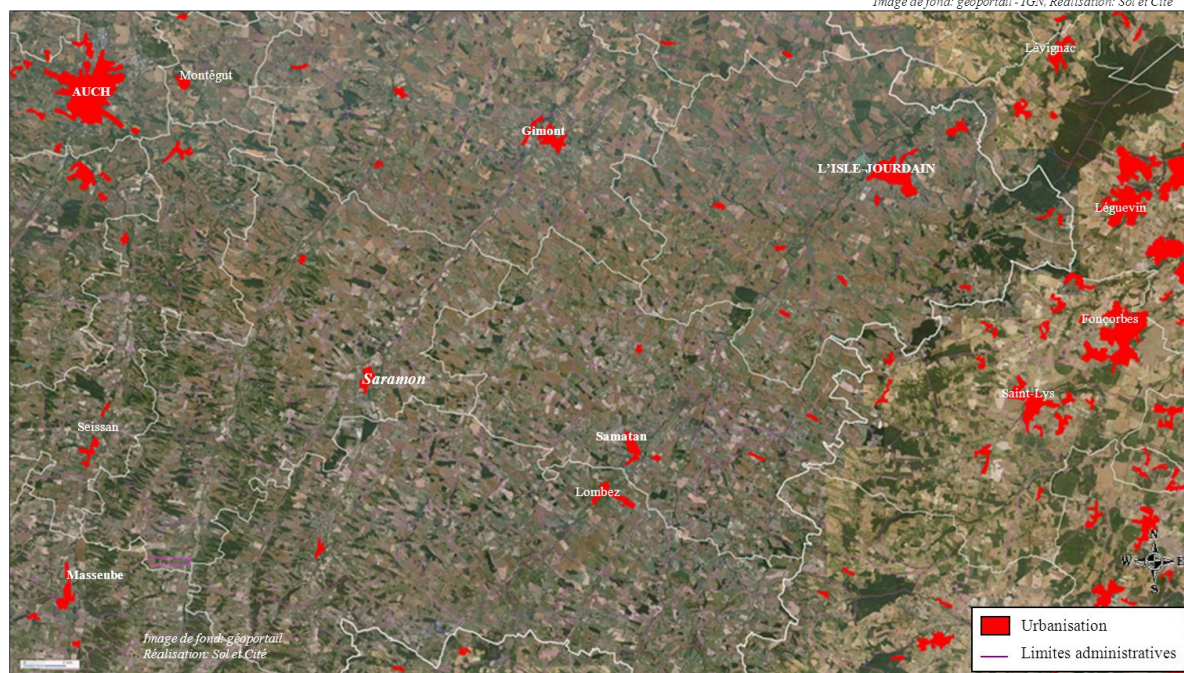 Image de fond: géoportail - IGN, Réalisation: Sol et Cité
Lévignac
Montégut
AUCH
Gimont
L'ISLE-JOURDAIN
Léguevin
Fonçorbes
Saramon
Saint-Lys
Seissan
Samatan
Lombez
N
W
E
S
Masseube
Urbanisation
Image de fond: géoportail
Réalisation: Sol et Cité
Limites administratives